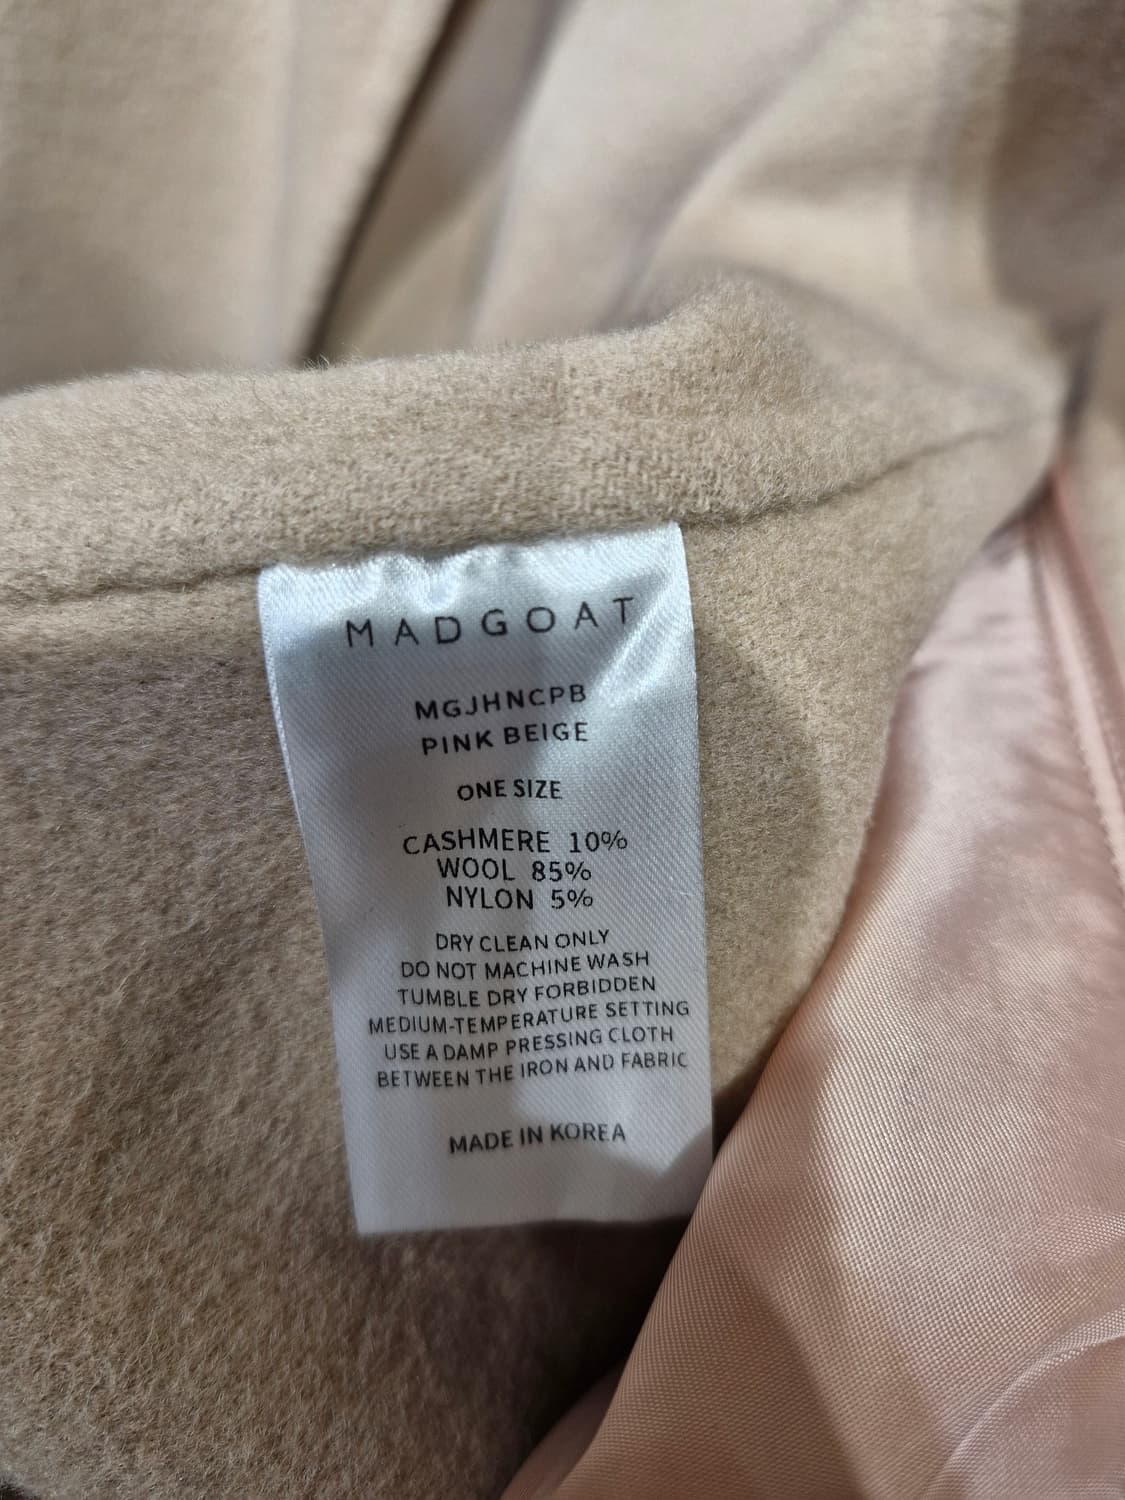 MADGOAT
MGJHNCPB
PINK BEIGE
ONE SIZE
CASHMERE 10%
WOOL 85%
NYLON 5%
DRY CLEAN ONLY
DO NOT MACHINE WASH
TUMBLE DRY FORBIDDEN
MEDIUM-TEMPERATURE SETTING
USE A DAMP PRESSING CLOTH
BETWEEN THE IRON AND FABRIC
MADE IN KOREA